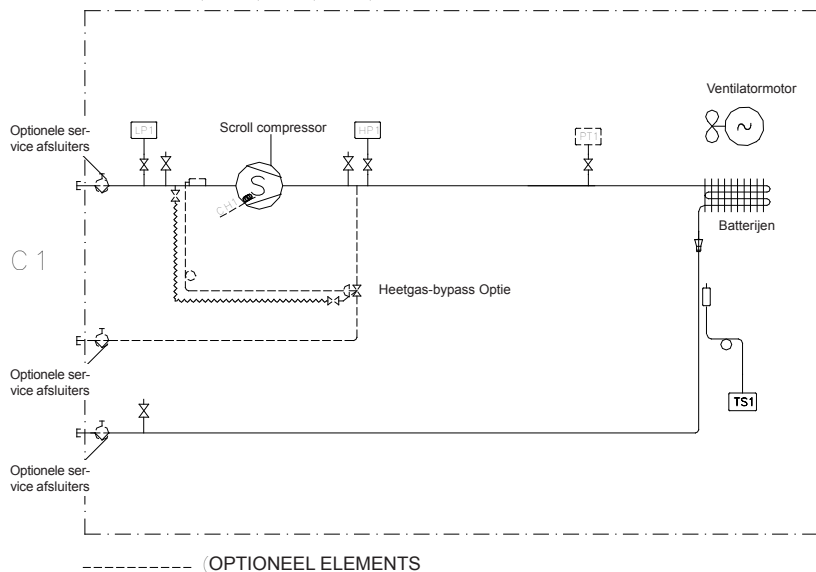 Ventilatormotor
Optionele ser-
vice afsluiters
LP1
Scroll compressor
HP1
PT1
S
CH1
Batterijen
C1
Heetgas-bypass Optie
Optionele ser-
vice afsluiters
TS1
Optionele ser-
vice afsluiters
(OPTIONEEL ELEMENTS